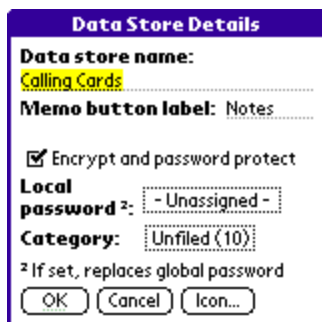 Data Store Details
Data store name:
Calling Cards
Memo button label: Notes
Encrypt and password protect
Local
password ²: - Unassigned -
Category: Unfiled (10)
² If set, replaces global password
OK Cancel Icon...